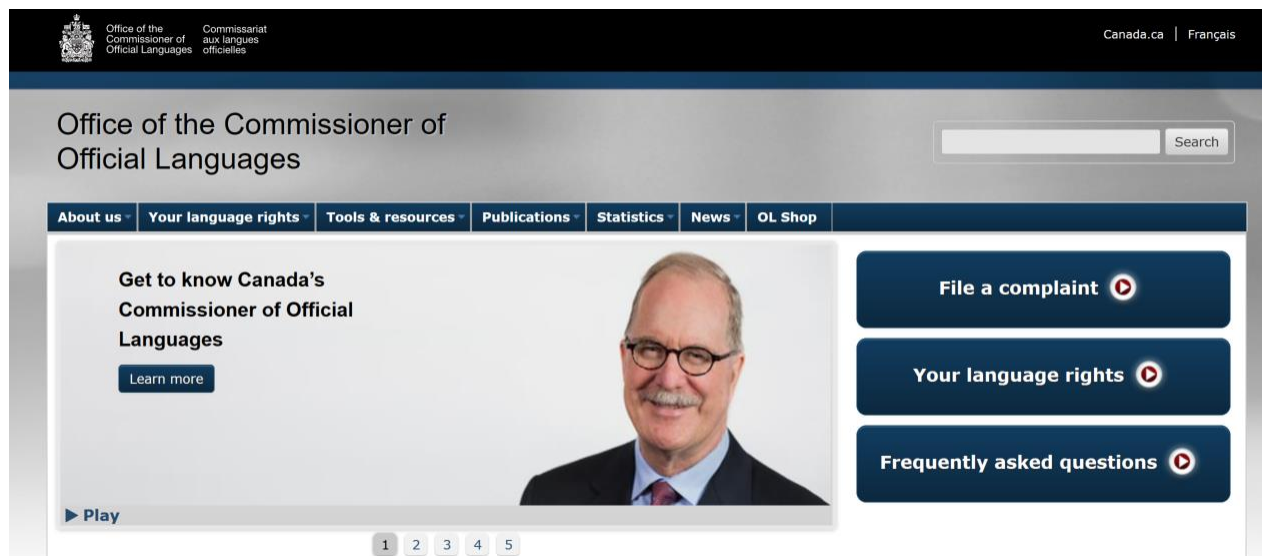 Office of the
Commissioner of
Official Languages
Commissariat
aux langues
officielles
Canada.ca | Français
Office of the Commissioner of
Official Languages
Search
About us Your language rights Tools & resources Publications Statistics News OL Shop
Get to know Canada's
Commissioner of Official
Languages
Learn more
Play
1 2 3 4 5
File a complaint
Your language rights
Frequently asked questions